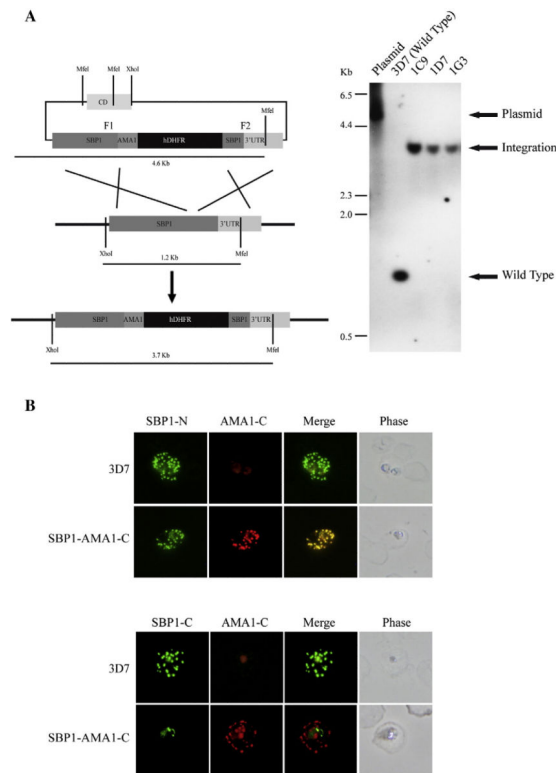 A
MfeI MfeI XhoI
CD
F1 F2 MfeI
SBP1 AMA1 hDHFR SBP1 3'UTR
4.6 Kb
SBP1 3'UTR
XhoI MfeI
1.2 Kb
SBP1 AMA1 hDHFR SBP1 3'UTR
XhoI MfeI
3.7 Kb
Kb Plasmid 3D7 (Wild Type) 1C9 1D7 1G3
6.5
4.4
2.3
2.0
0.5
Plasmid
Integration
Wild Type
B
SBP1-N AMA1-C Merge Phase
3D7
SBP1-AMA1-C
SBP1-C AMA1-C Merge Phase
3D7
SBP1-AMA1-C